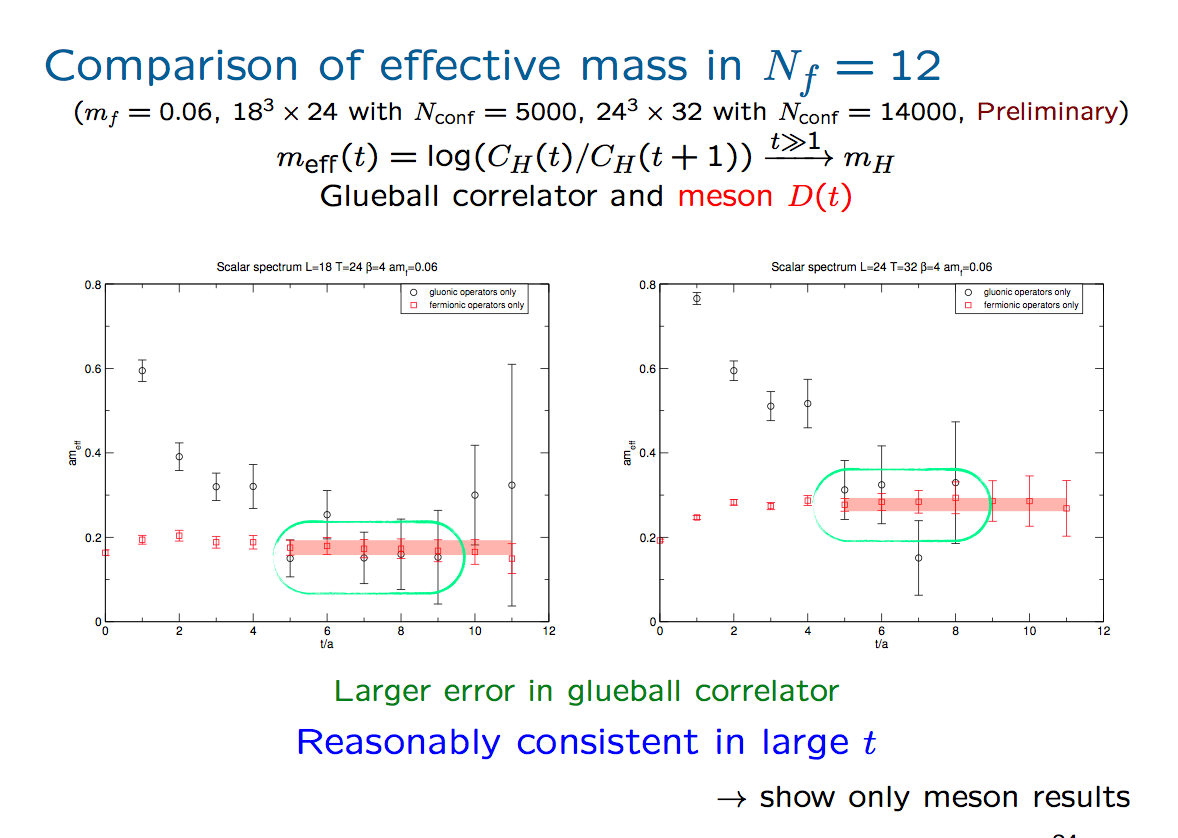 Comparison of effective mass in N_f = 12
(m_f = 0.06, 18³ × 24 with N_conf = 5000, 24³ × 32 with N_conf = 14000, Preliminary)
m_eff(t) = log(C_H(t)/C_H(t + 1)) —t≫1→ m_H
Glueball correlator and meson D(t)
Scalar spectrum L=18 T=24 β=4 am_f=0.06
gluonic operators only
fermionic operators only
0.8
0.6
0.4
0.2
0
am_eff
0 2 4 6 8 10 12
t/a
Scalar spectrum L=24 T=32 β=4 am_f=0.06
gluonic operators only
fermionic operators only
0.8
0.6
0.4
0.2
0
am_eff
0 2 4 6 8 10 12
t/a
Larger error in glueball correlator
Reasonably consistent in large t
→ show only meson results